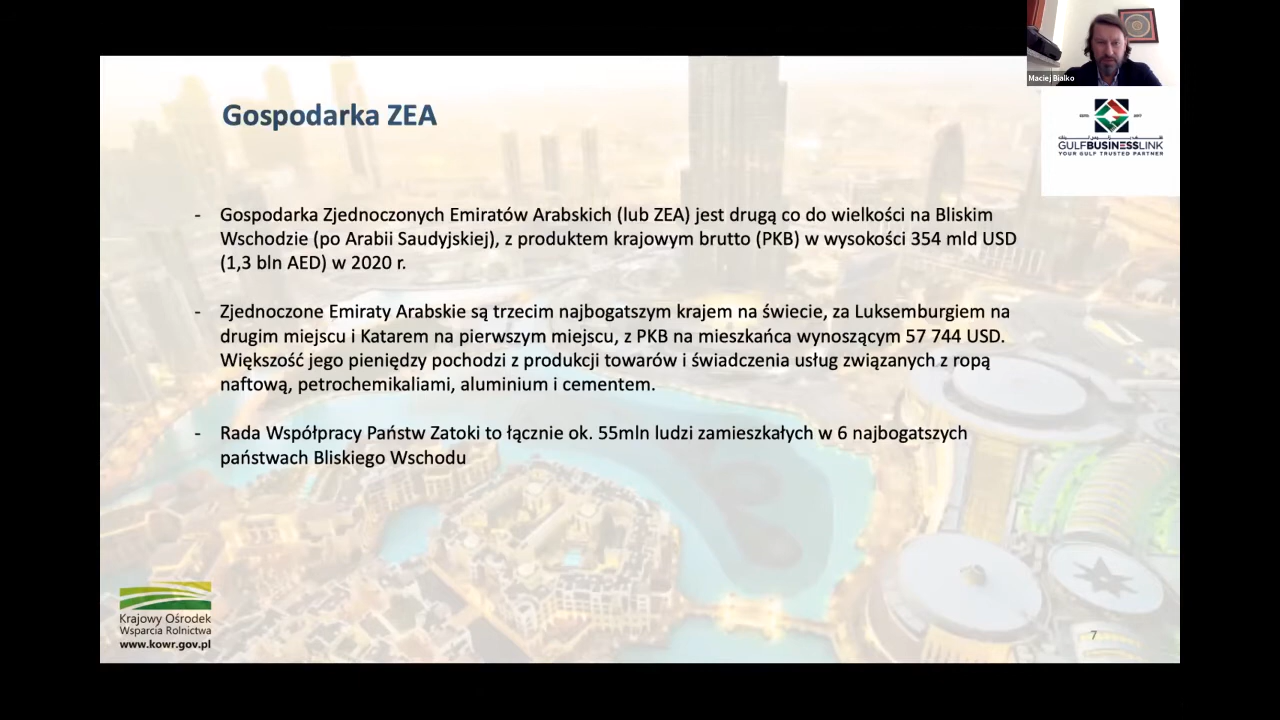 Maciej Bialko
GULFBUSINESSLINK
YOUR GULF TRUSTED PARTNER
Gospodarka ZEA
- Gospodarka Zjednoczonych Emiratów Arabskich (lub ZEA) jest drugą co do wielkości na Bliskim
Wschodzie (po Arabii Saudyjskiej), z produktem krajowym brutto (PKB) w wysokości 354 mld USD
(1,3 bln AED) w 2020 r.
- Zjednoczone Emiraty Arabskie są trzecim najbogatszym krajem na świecie, za Luksemburgiem na
drugim miejscu i Katarem na pierwszym miejscu, z PKB na mieszkańca wynoszącym 57 744 USD.
Większość jego pieniędzy pochodzi z produkcji towarów i świadczenia usług związanych z ropą
naftową, petrochemikaliami, aluminium i cementem.
- Rada Współpracy Państw Zatoki to łącznie ok. 55mln ludzi zamieszkałych w 6 najbogatszych
państwach Bliskiego Wschodu
Krajowy Ośrodek
Wsparcia Rolnictwa
www.kowr.gov.pl
7